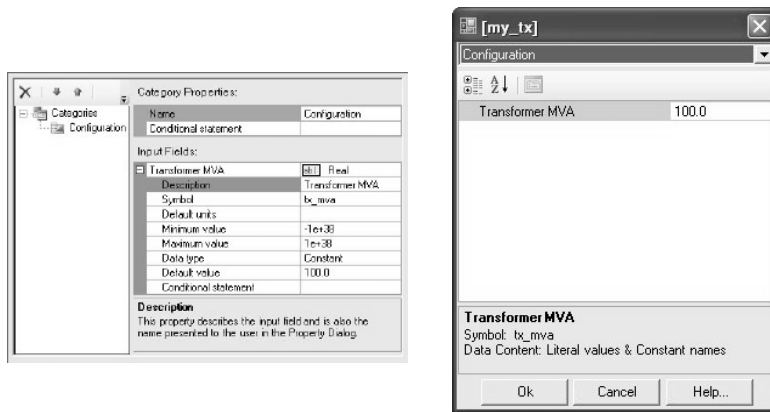 Category Properties:
Categories
Configuration
Name Configuration
Conditional statement
Input Fields:
Transformer MVA abI Real
Description Transformer MVA
Symbol tx_mva
Default units
Minimum value -1e+38
Maximum value 1e+38
Data type Constant
Default value 100.0
Conditional statement
Description
This property describes the input field and is also the
name presented to the user in the Property Dialog.
[my_tx]
Configuration
Transformer MVA 100.0
Transformer MVA
Symbol: tx_mva
Data Content: Literal values & Constant names
Ok Cancel Help...